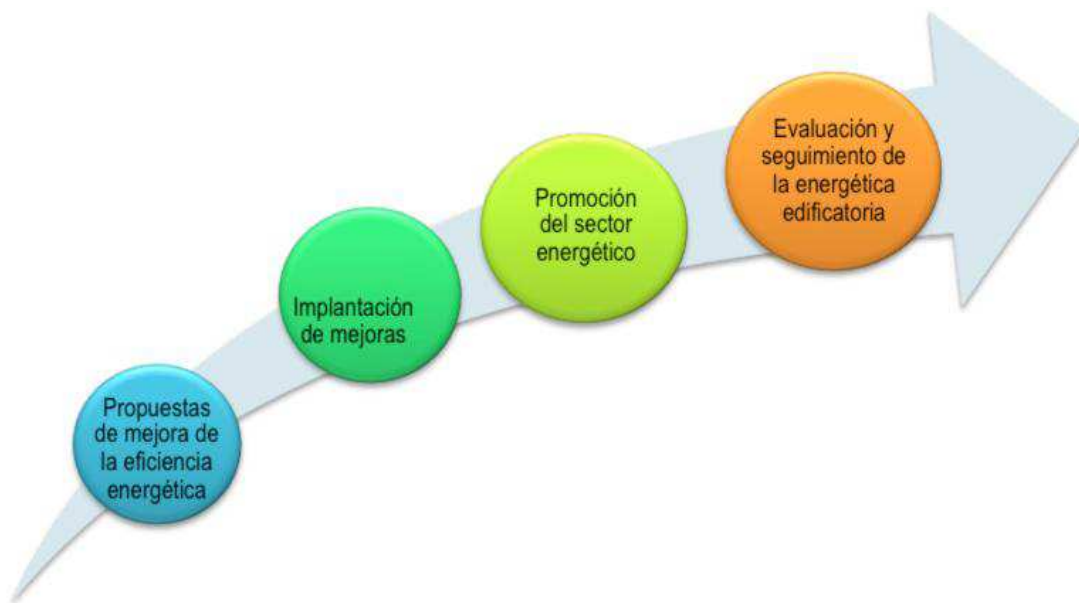 Propuestas
de mejora de
la eficiencia
energética
Implantación
de mejoras
Promoción
del sector
energético
Evaluación y
seguimiento de
la energética
edificatoria